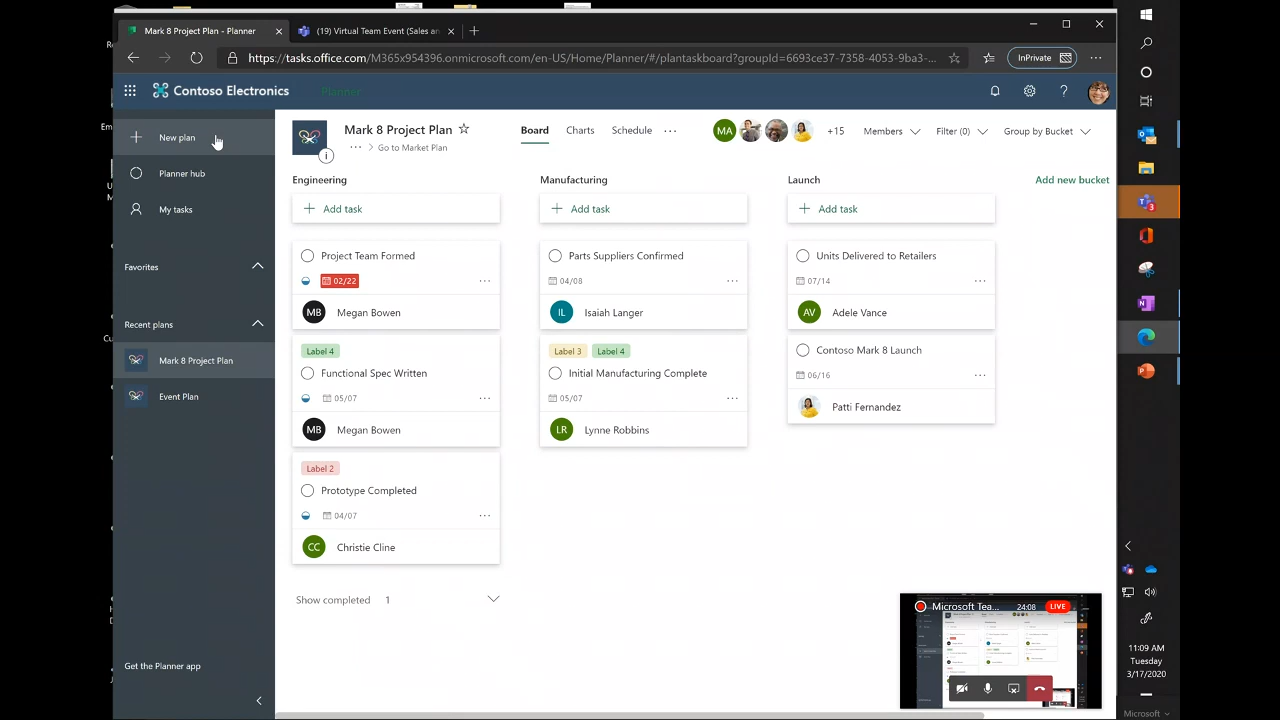 Mark 8 Project Plan - Planner
(19) Virtual Team Event (Sales an
https://tasks.office.com/M365x954396.onmicrosoft.com/en-US/Home/Planner/#/plantaskboard?groupId=6693ce37-7358-4053-9ba3-...
InPrivate
Contoso Electronics
Planner
?
New plan
Planner hub
My tasks
Favorites
Recent plans
Mark 8 Project Plan
Event Plan
Get the Planner app
Mark 8 Project Plan
... > Go to Market Plan
Board
Charts
Schedule
...
MA
+15
Members
Filter (0)
Group by Bucket
Engineering
Add task
Project Team Formed
02/22
MB Megan Bowen
Label 4
Functional Spec Written
05/07
MB Megan Bowen
Label 2
Prototype Completed
04/07
CC Christie Cline
Show completed 1
Manufacturing
Add task
Parts Suppliers Confirmed
04/08
IL Isaiah Langer
Label 3 Label 4
Initial Manufacturing Complete
05/07
LR Lynne Robbins
Launch
Add task
Units Delivered to Retailers
07/14
AV Adele Vance
Contoso Mark 8 Launch
06/16
Patti Fernandez
Add new bucket
Microsoft Tea...
24:08
LIVE
11:09 AM
Tuesday
3/17/2020
Microsoft